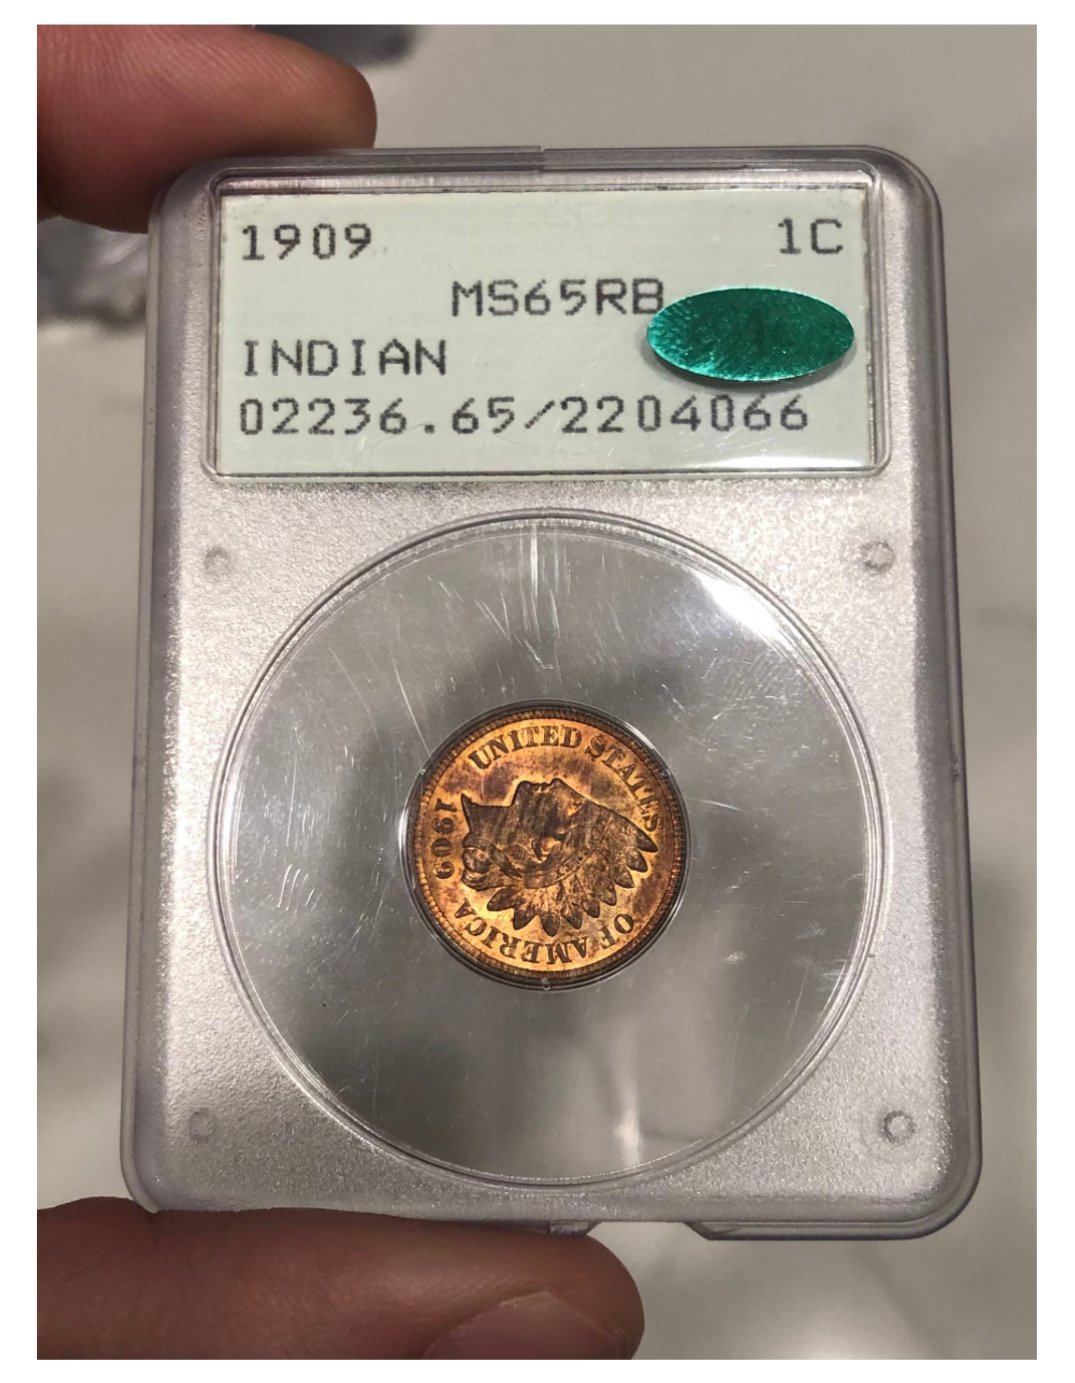 1909 1C
MS65RB
INDIAN
02236.65/2204066
UNITED STATES
OF AMERICA
1909